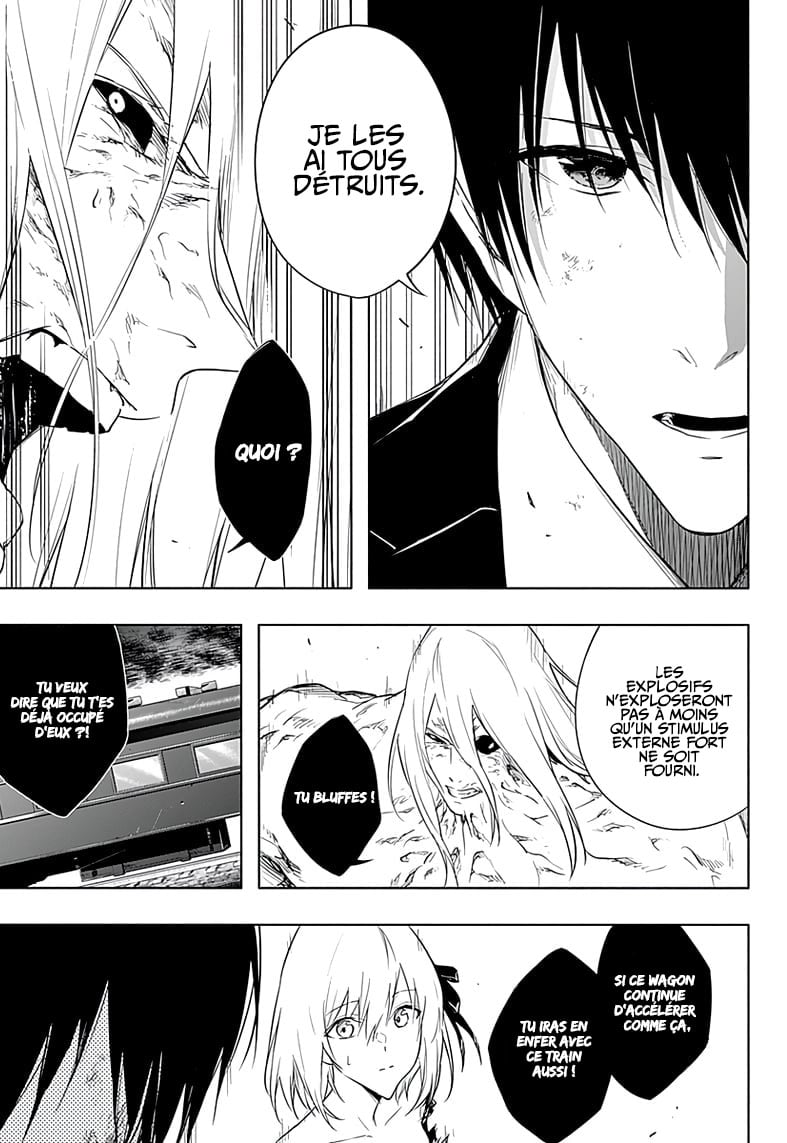 JE LES
AI TOUS
DÉTRUITS.
QUOI ?
LES
EXPLOSIFS
N'EXPLOSERONT
PAS À MOINS
QU'UN STIMULUS
EXTERNE FORT
NE SOIT
FOURNI.
TU BLUFFES !
TU VEUX
DIRE QUE TU T'ES
DÉJÀ OCCUPÉ
D'EUX ?!
SI CE WAGON
CONTINUE
D'ACCÉLÉRER
COMME ÇA,
TU IRAS EN
ENFER AVEC
CE TRAIN
AUSSI !